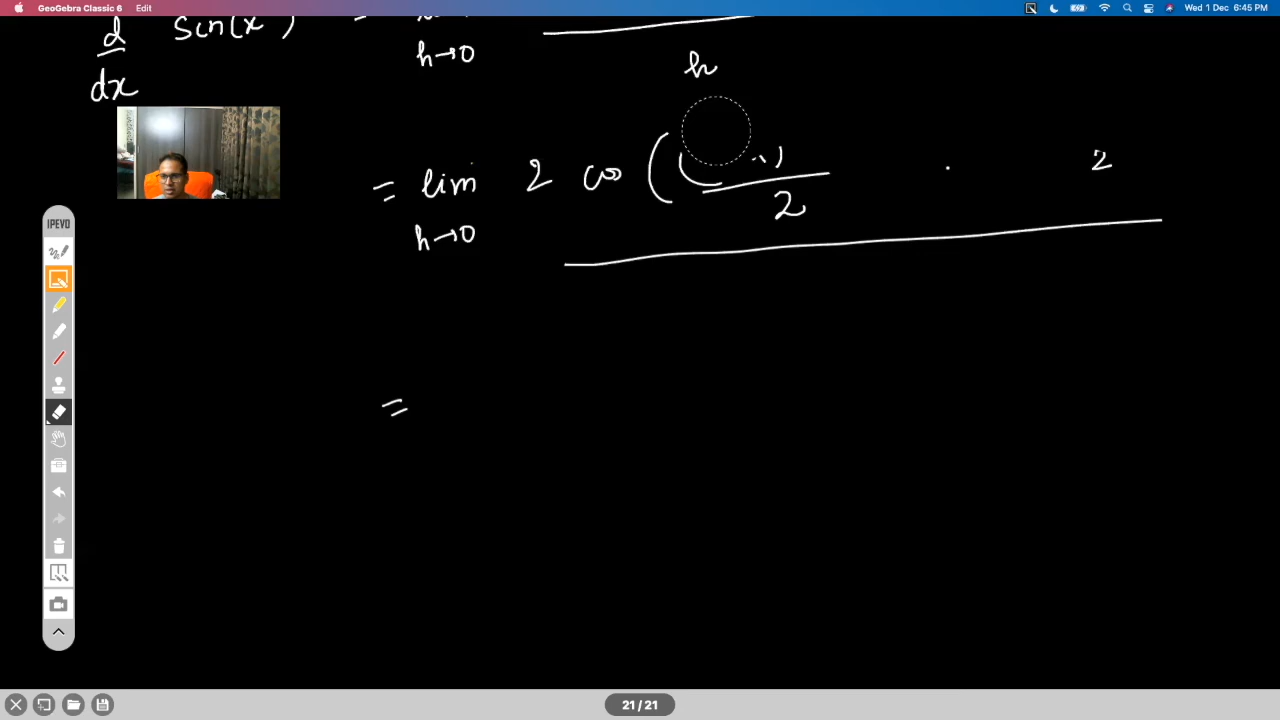 GeoGebra Classic 6 Edit Wed 1 Dec 6:45 PM
d/dx sin(x) =
h→0 h
= lim 2 cos( 2 . 2
h→0
IPEVO
=
21 / 21